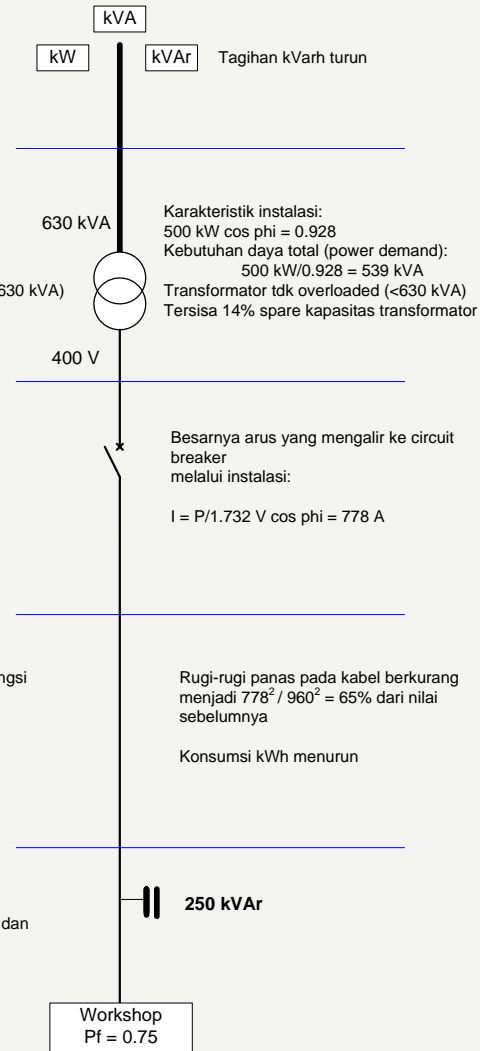 kVA
kW
kVAr
Tagihan kVarh turun
630 kVA
Karakteristik instalasi:
500 kW cos phi = 0.928
Kebutuhan daya total (power demand):
500 kW/0.928 = 539 kVA
630 kVA)
Transformator tdk overloaded (<630 kVA)
Tersisa 14% spare kapasitas transformator
400 V
Besarnya arus yang mengalir ke circuit
breaker
melalui instalasi:
I = P/1.732 V cos phi = 778 A
ngsi
Rugi-rugi panas pada kabel berkurang
menjadi 778² / 960² = 65% dari nilai
sebelumnya
Konsumsi kWh menurun
250 kVAr
dan
Workshop
Pf = 0.75